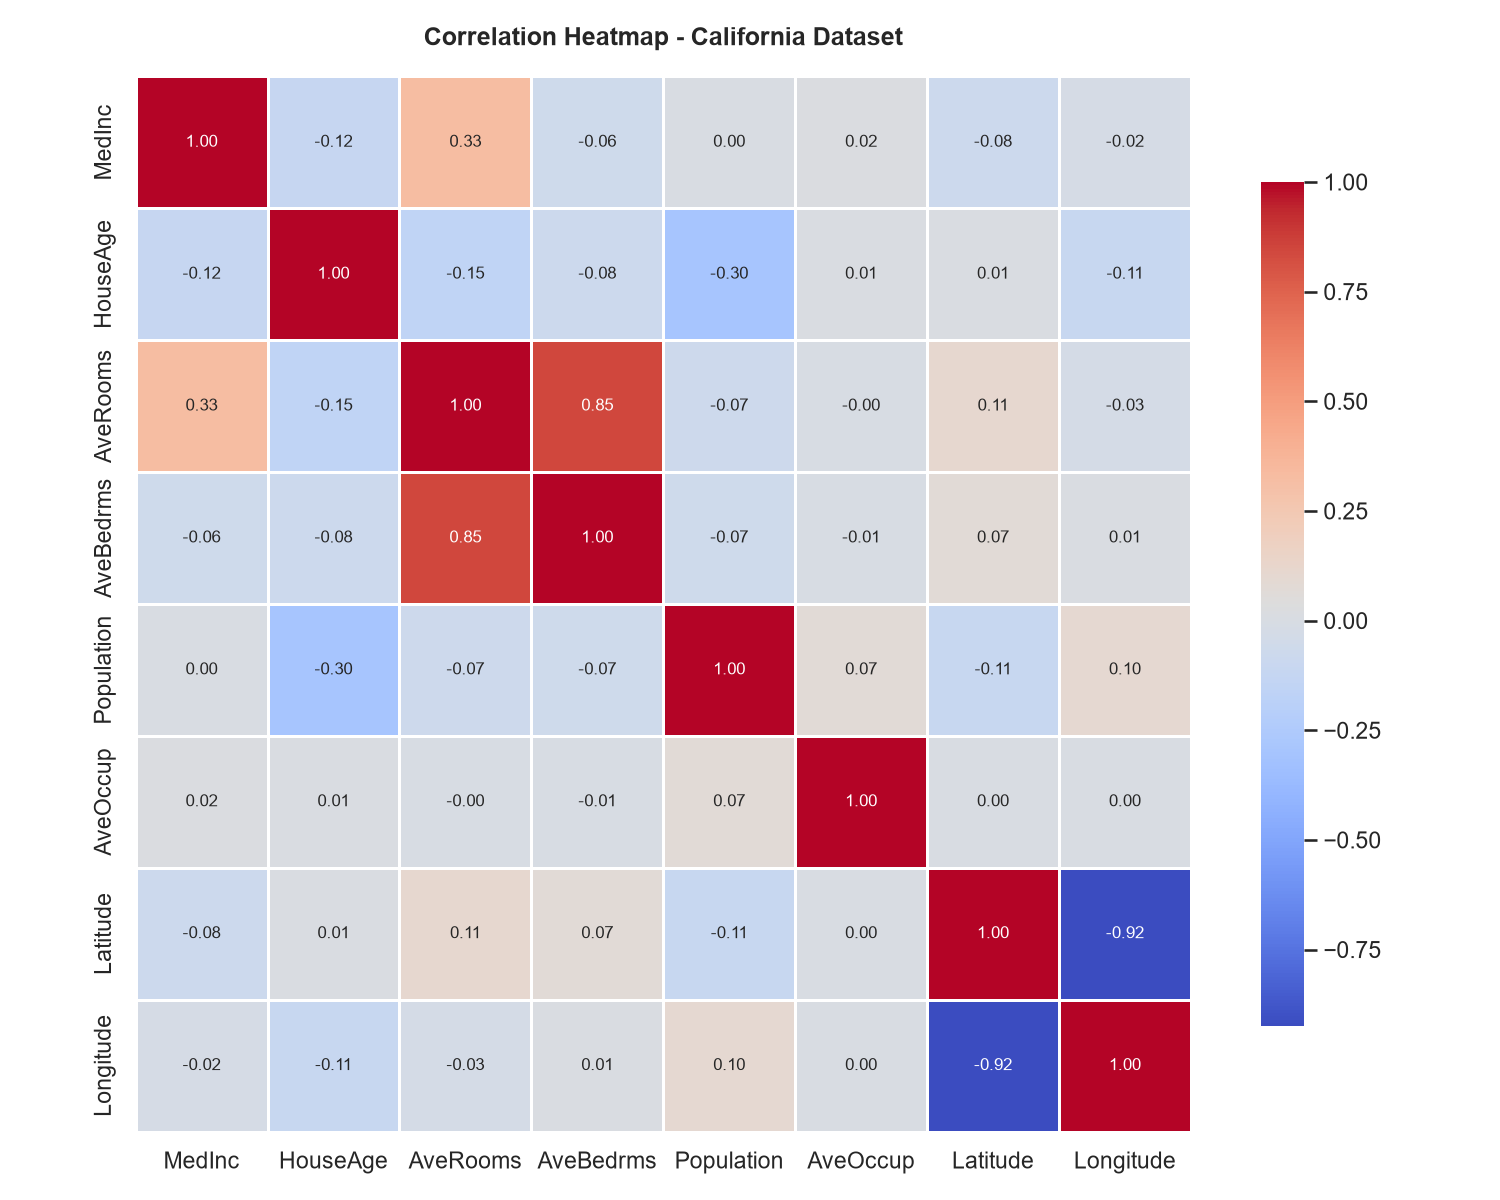 Correlation Heatmap - California Dataset
MedInc 1.00 -0.12 0.33 -0.06 0.00 0.02 -0.08 -0.02
HouseAge -0.12 1.00 -0.15 -0.08 -0.30 0.01 0.01 -0.11
AveRooms 0.33 -0.15 1.00 0.85 -0.07 -0.00 0.11 -0.03
AveBedrms -0.06 -0.08 0.85 1.00 -0.07 -0.01 0.07 0.01
Population 0.00 -0.30 -0.07 -0.07 1.00 0.07 -0.11 0.10
AveOccup 0.02 0.01 -0.00 -0.01 0.07 1.00 0.00 0.00
Latitude -0.08 0.01 0.11 0.07 -0.11 0.00 1.00 -0.92
Longitude -0.02 -0.11 -0.03 0.01 0.10 0.00 -0.92 1.00
MedInc HouseAge AveRooms AveBedrms Population AveOccup Latitude Longitude
1.00
0.75
0.50
0.25
0.00
−0.25
−0.50
−0.75